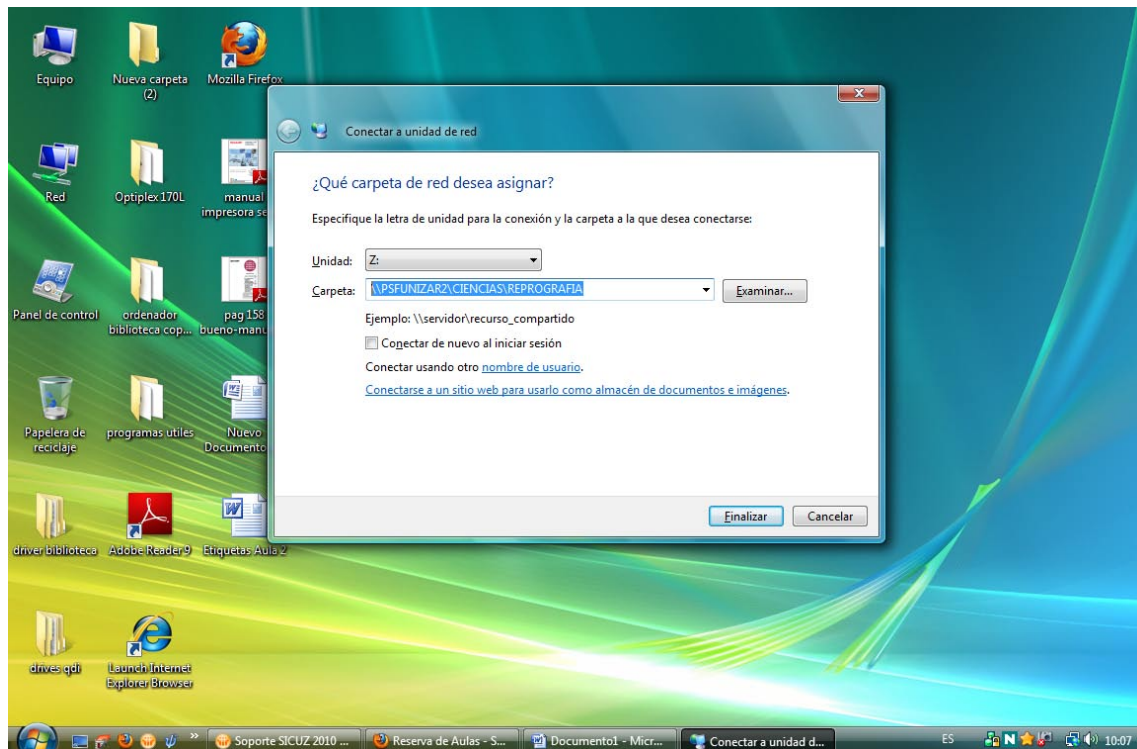 Equipo
Nueva carpeta
(2)
Mozilla Firefox
Conectar a unidad de red
¿Qué carpeta de red desea asignar?
Especifique la letra de unidad para la conexión y la carpeta a la que desea conectarse:
Unidad: Z:
Carpeta: \\PSFUNIZAR2\CIENCIAS\REPROGRAFIA Examinar...
Ejemplo: \\servidor\recurso_compartido
Conectar de nuevo al iniciar sesión
Conectar usando otro nombre de usuario.
Conectarse a un sitio web para usarlo como almacén de documentos e imágenes.
Finalizar Cancelar
Red
Optiplex 170L
manual
impresora se
Panel de control
ordenador
biblioteca cop...
pag 158
bueno-manu
Papelera de
reciclaje
programas utiles
Nuevo
Documento
driver biblioteca
Adobe Reader 9
Etiquetas Aula 2
drives gdi
Launch Internet
Explorer Browser
Soporte SICUZ 2010 ...
Reserva de Aulas - S...
Documento1 - Micr...
Conectar a unidad d...
ES
N
10:07